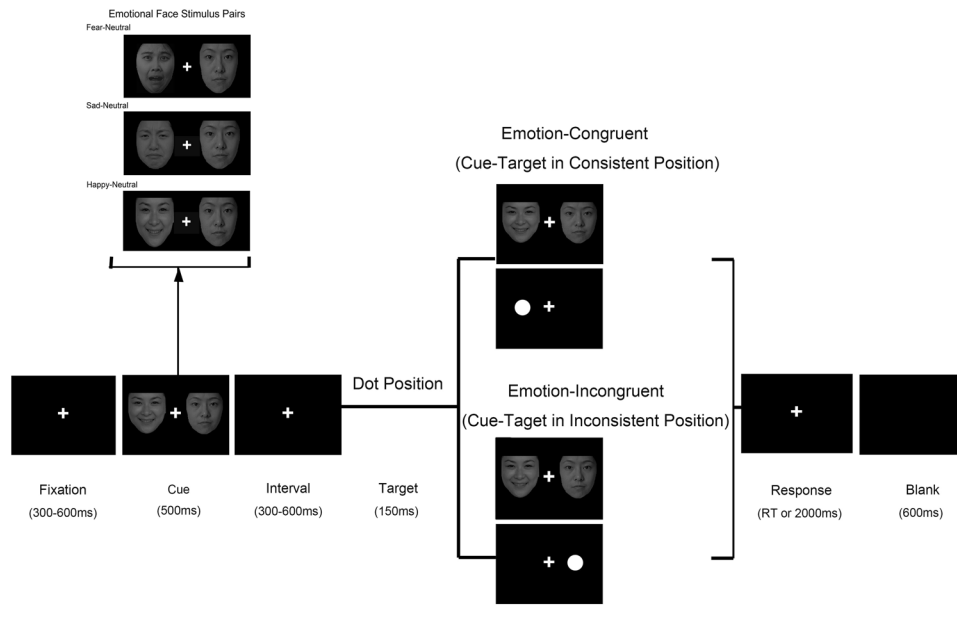 Emotional Face Stimulus Pairs
Fear-Neutral
Sad-Neutral
Happy-Neutral
Emotion-Congruent
(Cue-Target in Consistent Position)
Dot Position
Emotion-Incongruent
(Cue-Taget in Inconsistent Position)
Fixation
(300-600ms)
Cue
(500ms)
Interval
(300-600ms)
Target
(150ms)
Response
(RT or 2000ms)
Blank
(600ms)